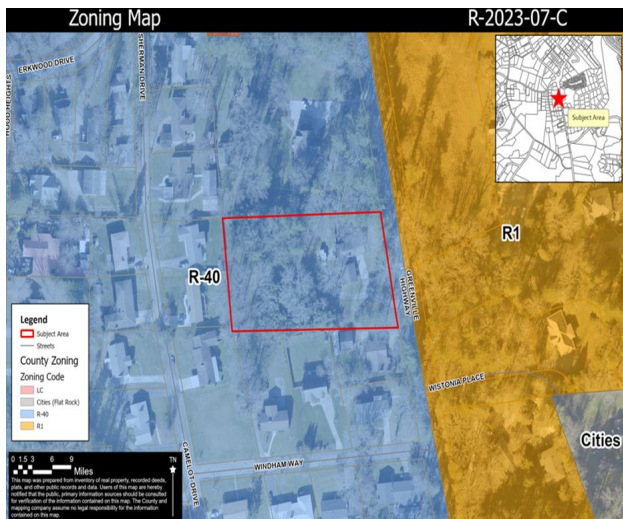 Zoning Map
R-2023-07-C
ERKWOOD DRIVE
SHERMAN DRIVE
Subject Area
R1
R-40
GREENVILLE
HIGHWAY
Legend
Subject Area
Streets
County Zoning
Zoning Code
LC
Cities (Flat Rock)
R-40
R1
WISTONIA PLACE
Cities
CAMELOT DRIVE
WINDHAM WAY
0 1.5 3 6 9
Miles
TN
This map was prepared from inventory of real property, recorded deeds,
plats, and other public records and data. Users of this map are hereby
notified that the public, primary information sources should be consulted
for verification of the information contained on this map. The County and
mapping company assume no legal responsibility for the information
contained on this map.